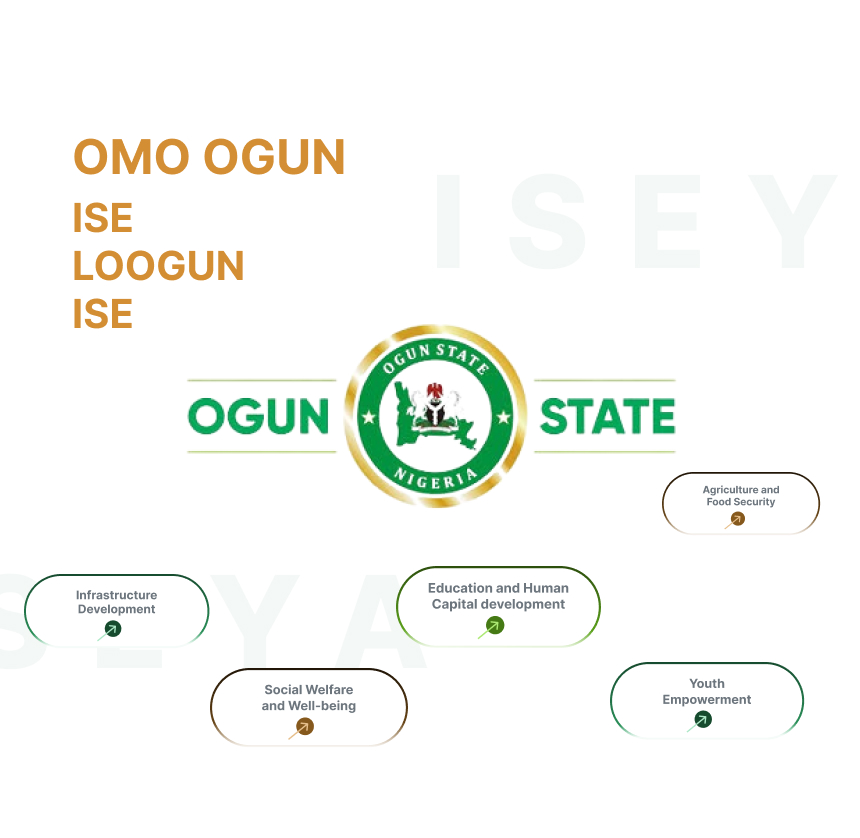 OMO OGUN
ISE
LOOGUN
ISE
ISEY
OGUN
OGUN STATE
NIGERIA
STATE
Agriculture and
Food Security
SEYA
Infrastructure
Development
Education and Human
Capital development
Social Welfare
and Well-being
Youth
Empowerment